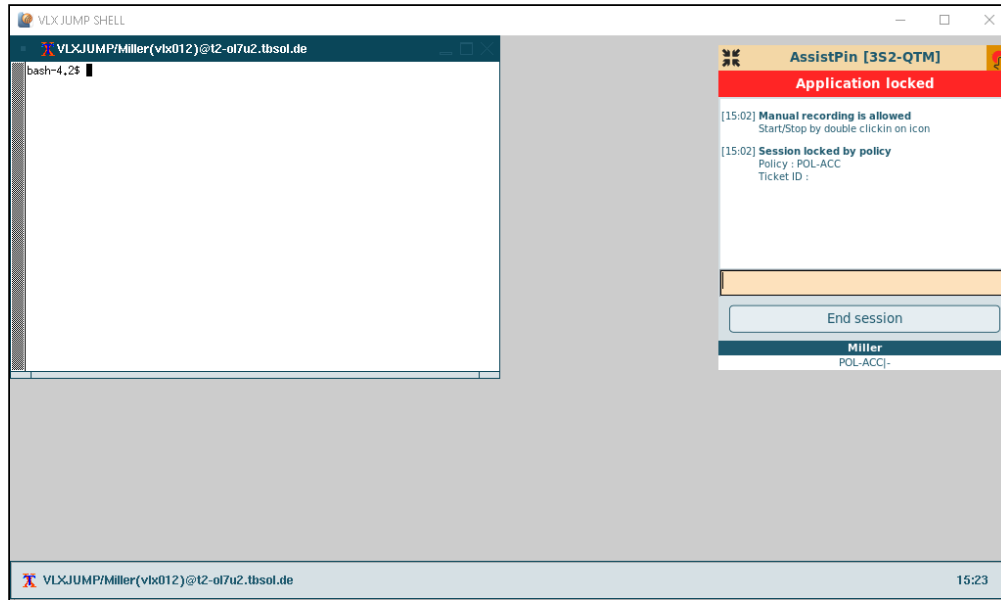 VLX JUMP SHELL
VLXJUMP/Miller(vlx012)@t2-ol7u2.tbsol.de
bash-4.2$
AssistPin [3S2-QTM]
Application locked
[15:02] Manual recording is allowed
Start/Stop by double clickin on icon
[15:02] Session locked by policy
Policy : POL-ACC
Ticket ID :
End session
Miller
POL-ACC|-
VLXJUMP/Miller(vlx012)@t2-ol7u2.tbsol.de
15:23